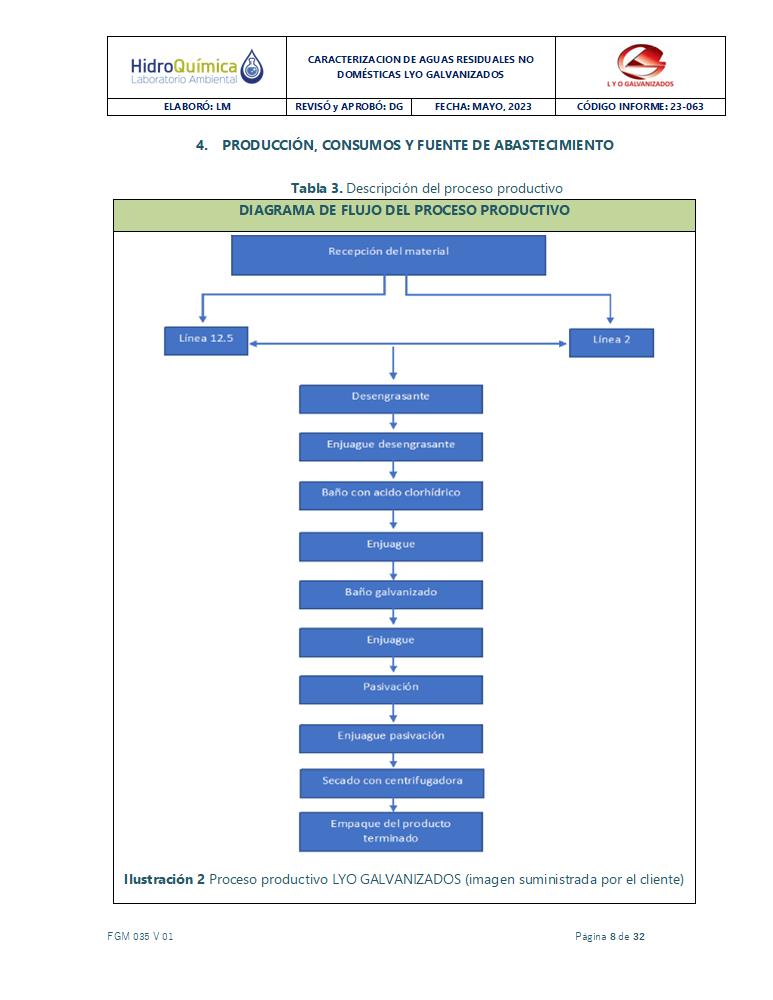 HidroQuímica
Laboratorio Ambiental
CARACTERIZACION DE AGUAS RESIDUALES NO
DOMÉSTICAS LYO GALVANIZADOS
L Y O GALVANIZADOS
ELABORÓ: LM
REVISÓ y APROBÓ: DG
FECHA: MAYO, 2023
CÓDIGO INFORME: 23-063
4. PRODUCCIÓN, CONSUMOS Y FUENTE DE ABASTECIMIENTO
Tabla 3. Descripción del proceso productivo
DIAGRAMA DE FLUJO DEL PROCESO PRODUCTIVO
Recepción del material
Línea 12.5
Línea 2
Desengrasante
Enjuague desengrasante
Baño con acido clorhídrico
Enjuague
Baño galvanizado
Enjuague
Pasivación
Enjuague pasivación
Secado con centrifugadora
Empaque del producto
terminado
Ilustración 2 Proceso productivo LYO GALVANIZADOS (imagen suministrada por el cliente)
FGM 035 V 01
Página 8 de 32